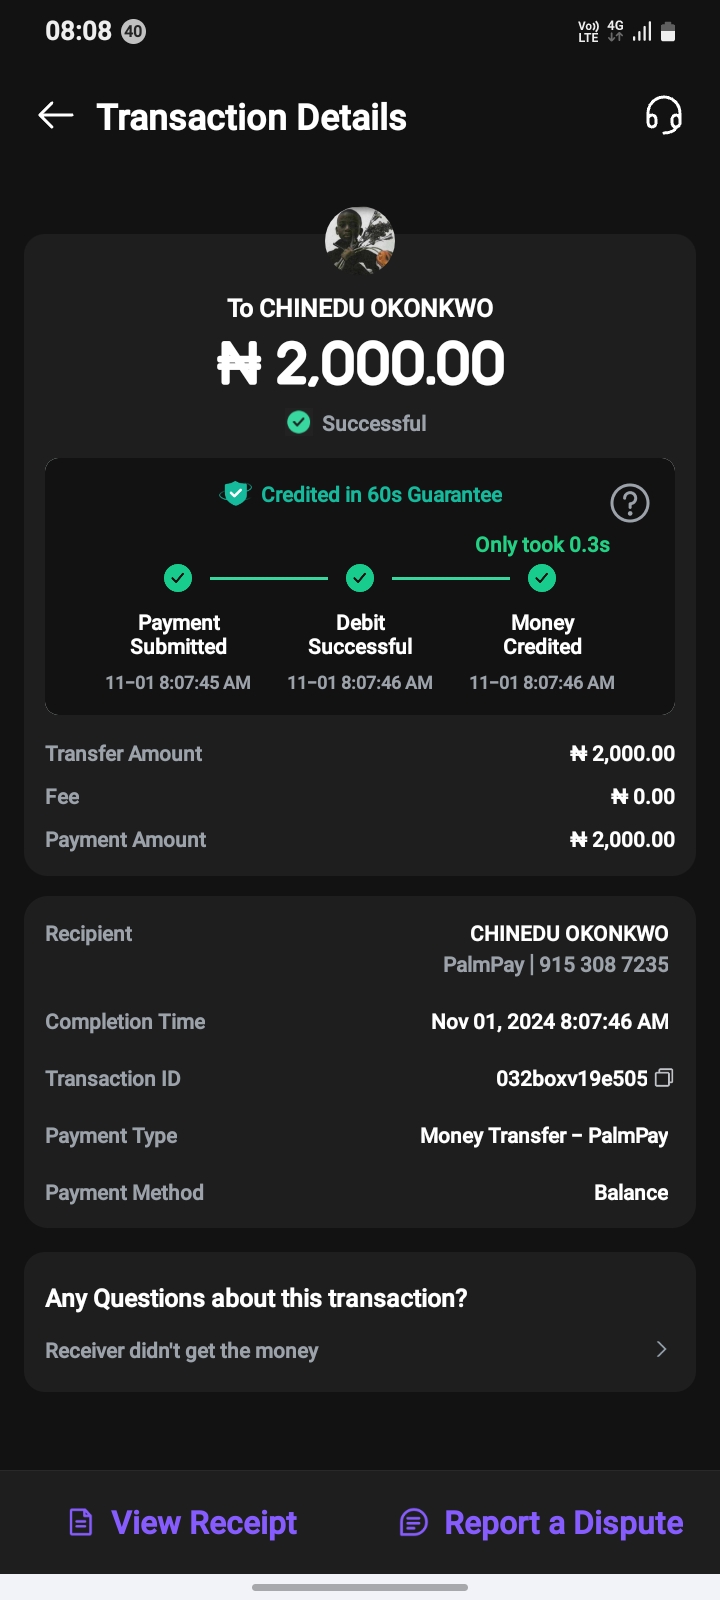 08:08 40 Vo)) LTE 4G
Transaction Details
To CHINEDU OKONKWO
₦ 2,000.00
Successful
Credited in 60s Guarantee
Only took 0.3s
Payment Submitted
Debit Successful
Money Credited
11-01 8:07:45 AM 11-01 8:07:46 AM 11-01 8:07:46 AM
Transfer Amount ₦ 2,000.00
Fee ₦ 0.00
Payment Amount ₦ 2,000.00
Recipient CHINEDU OKONKWO
PalmPay | 915 308 7235
Completion Time Nov 01, 2024 8:07:46 AM
Transaction ID 032boxv19e505
Payment Type Money Transfer - PalmPay
Payment Method Balance
Any Questions about this transaction?
Receiver didn't get the money
View Receipt Report a Dispute